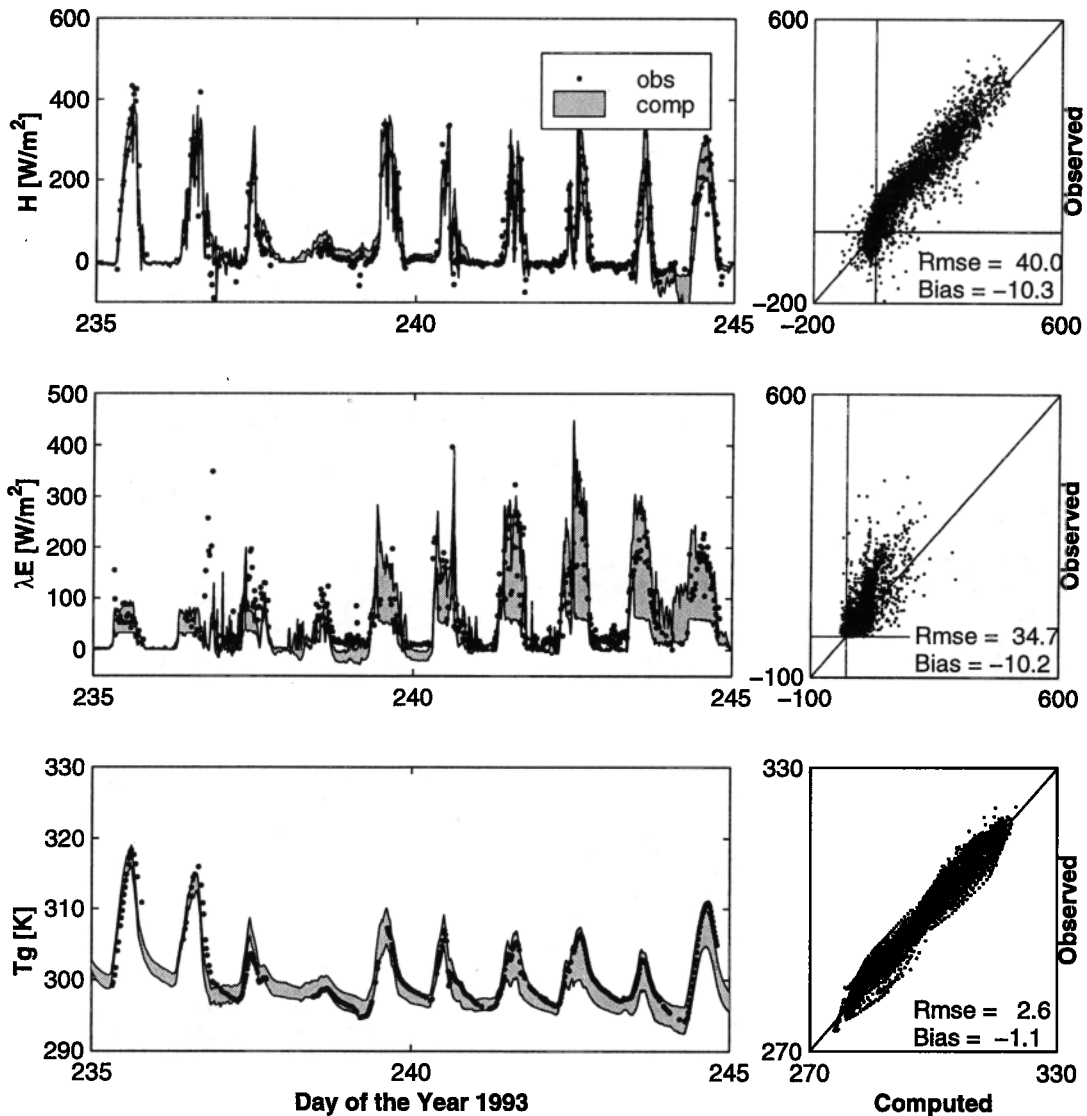 600
400
200
0
H [W/m²]
235
240
245
obs
comp
600
-200
-200
600
Observed
Rmse = 40.0
Bias = -10.3
500
400
300
200
100
0
λE [W/m²]
235
240
245
600
-100
-100
600
Observed
Rmse = 34.7
Bias = -10.2
330
320
310
300
290
Tg [K]
235
240
245
Day of the Year 1993
330
270
270
330
Observed
Rmse = 2.6
Bias = -1.1
Computed